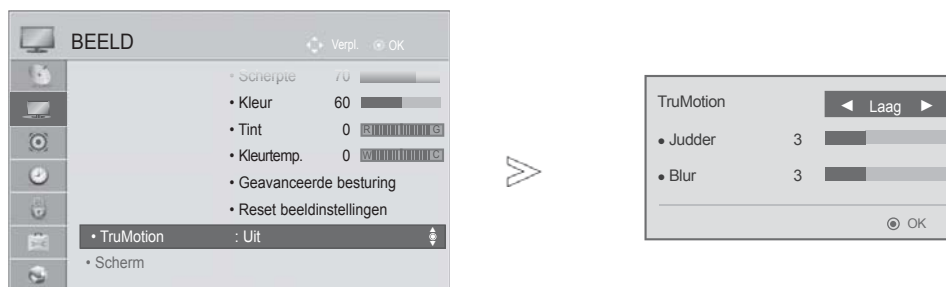 BEELD Verpl. OK
• Scherpte 70
• Kleur 60
• Tint 0 R G
• Kleurtemp. 0 W C
• Geavanceerde besturing
• Reset beeldinstellingen
• TruMotion : Uit
• Scherm
TruMotion ◄ Laag ►
• Judder 3
• Blur 3
OK